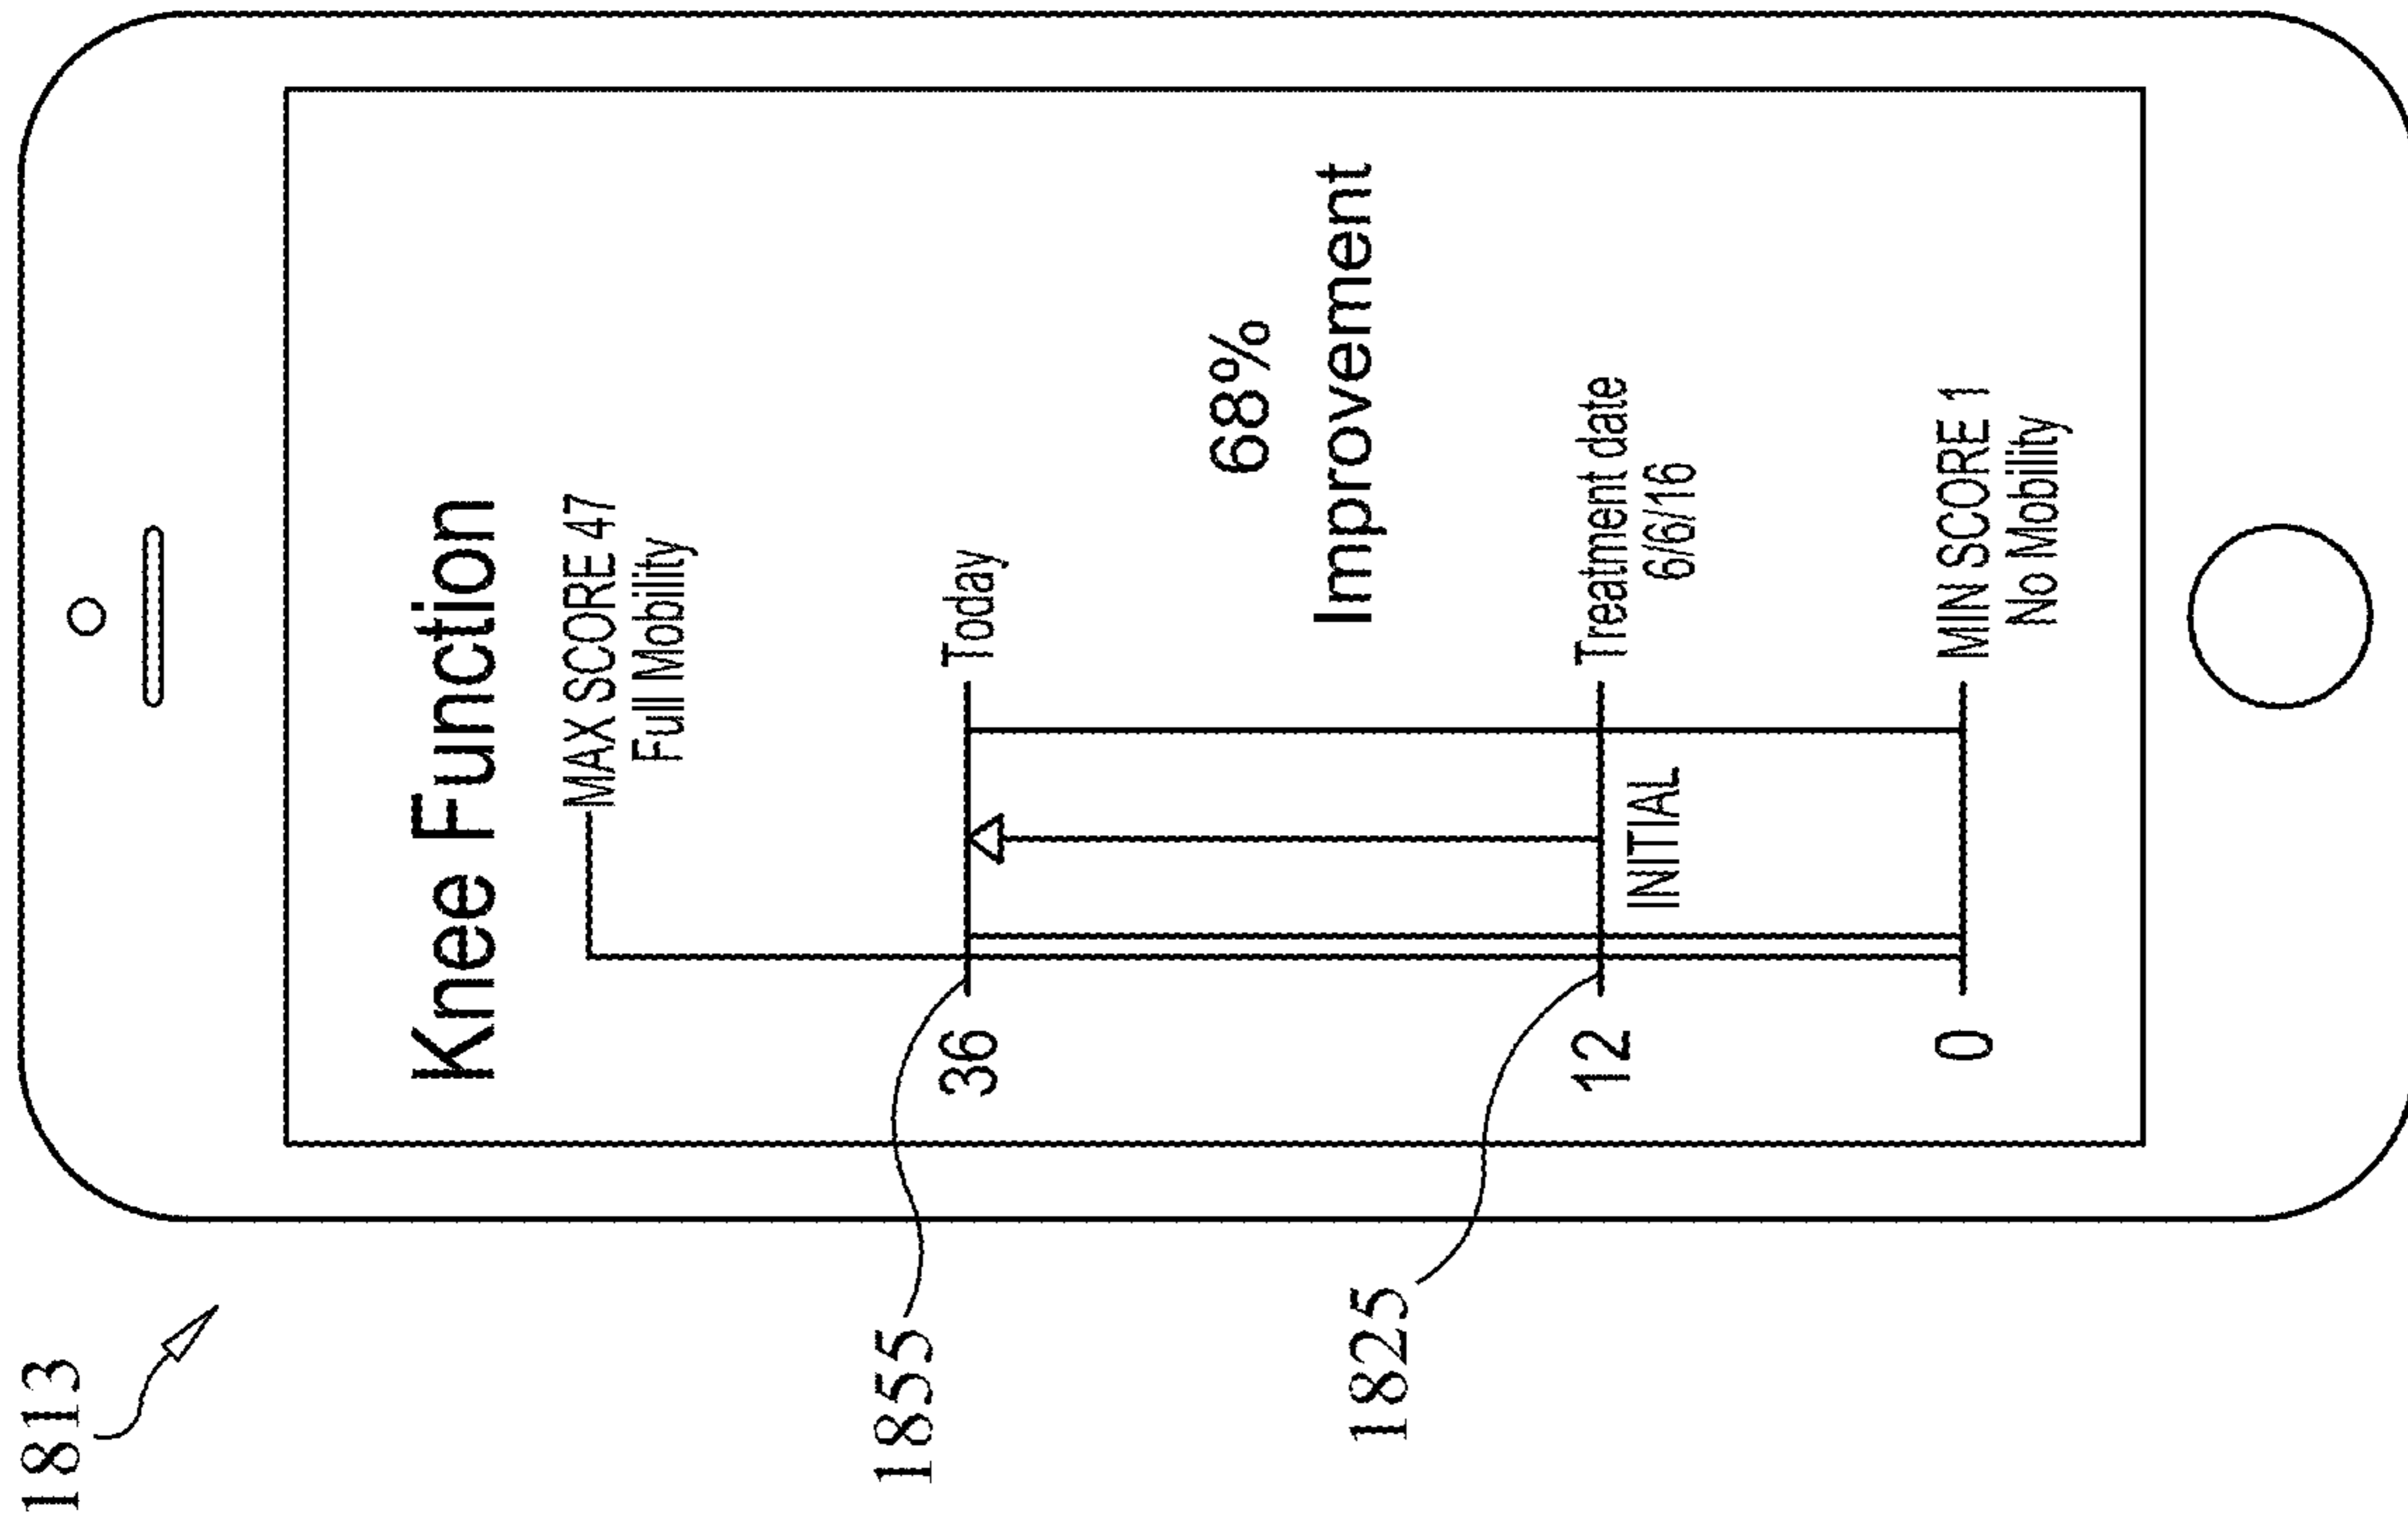 1813
Knee Function
MAX SCORE 47
Full Mobility
1855
36
Today
68%
Improvement
1825
12
Treatment date
6/6/16
INITIAL
0
MIN SCORE 1
No Mobility